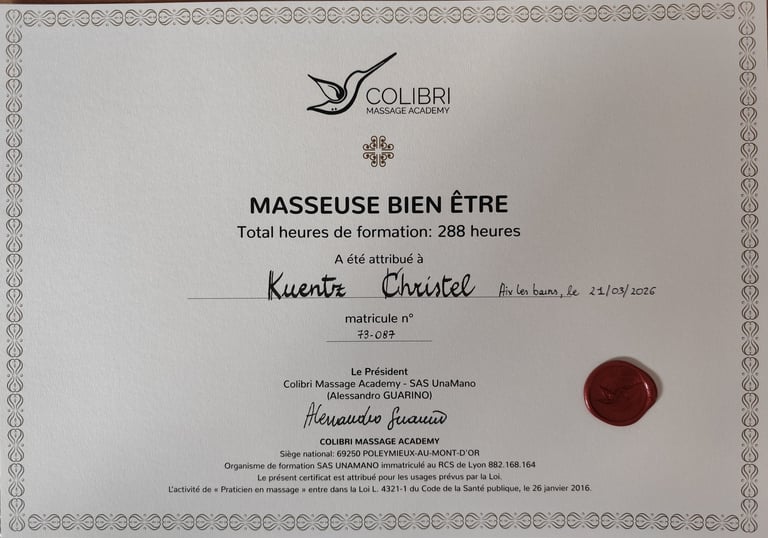 COLIBRI
MASSAGE ACADEMY
MASSEUSE BIEN ÊTRE
Total heures de formation: 288 heures
A été attribué à
Kuentz Christel Aix les bains, le 21/03/2026
matricule n°
73-087
Le Président
Colibri Massage Academy - SAS UnaMano
(Alessandro GUARINO)
Alessandro Guarino
COLIBRI MASSAGE ACADEMY
Siège national: 69250 POLEYMIEUX-AU-MONT-D'OR
Organisme de formation SAS UNAMANO immatriculé au RCS de Lyon 882.168.164
Le présent certificat est attribué pour les usages prévus par la Loi.
L'activité de « Praticien en massage » entre dans la Loi L. 4321-1 du Code de la Santé publique, le 26 janvier 2016.